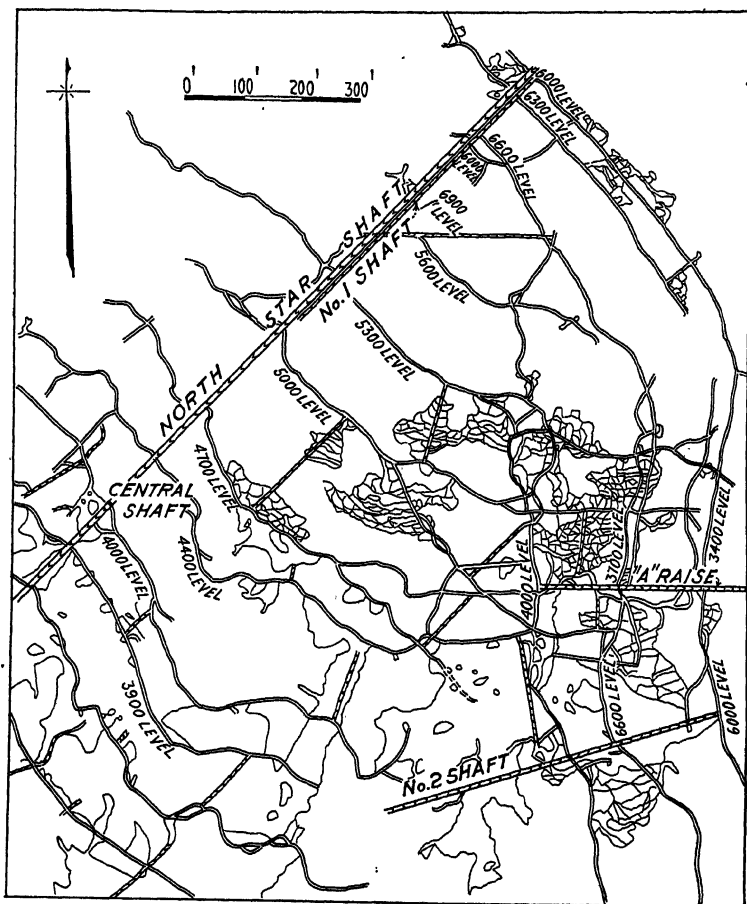 0' 100' 200' 300'
6000 LEVEL
6300 LEVEL
6600 LEVEL
6000 LEVEL
6900 LEVEL
NORTH STAR SHAFT
No.1 SHAFT
5600 LEVEL
5300 LEVEL
5000 LEVEL
4700 LEVEL
CENTRAL
SHAFT
4000 LEVEL
4400 LEVEL
4000 LEVEL
3700 LEVEL
3400 LEVEL
"A" RAISE
3900 LEVEL
6600 LEVEL
6000 LEVEL
No.2 SHAFT